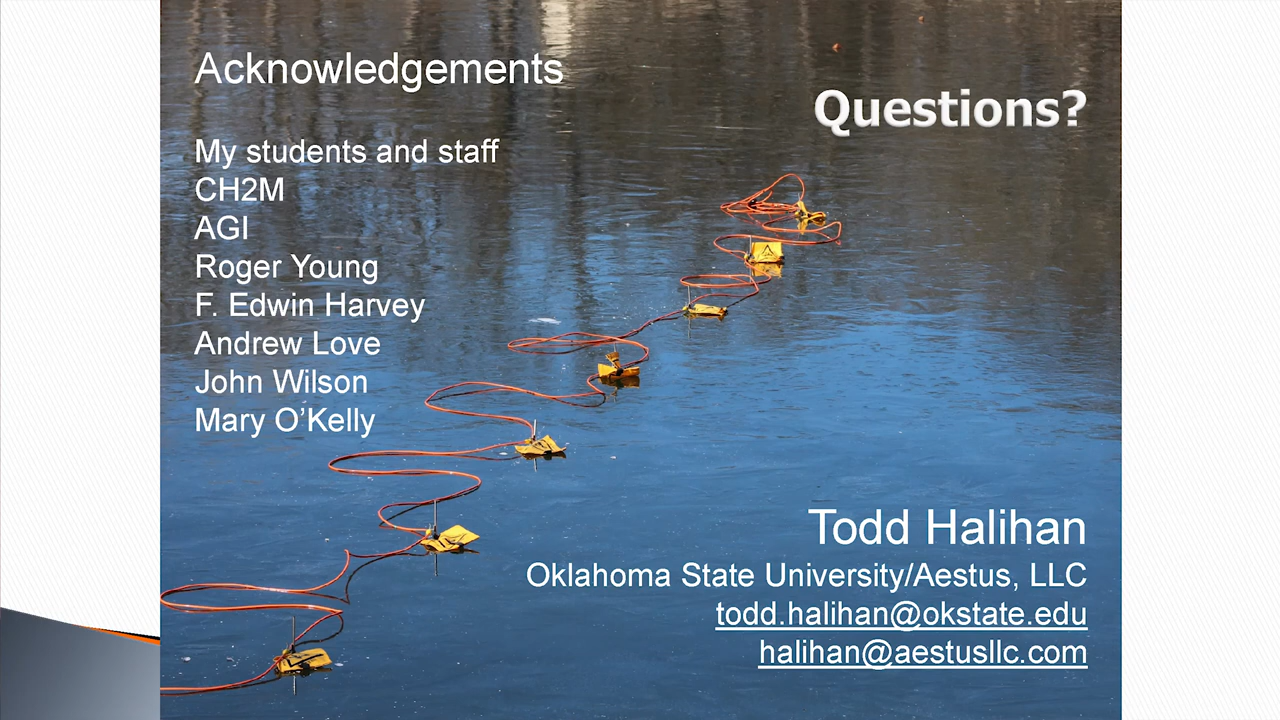 Acknowledgements
Questions?
My students and staff
CH2M
AGI
Roger Young
F. Edwin Harvey
Andrew Love
John Wilson
Mary O’Kelly
Todd Halihan
Oklahoma State University/Aestus, LLC
todd.halihan@okstate.edu
halihan@aestusllc.com